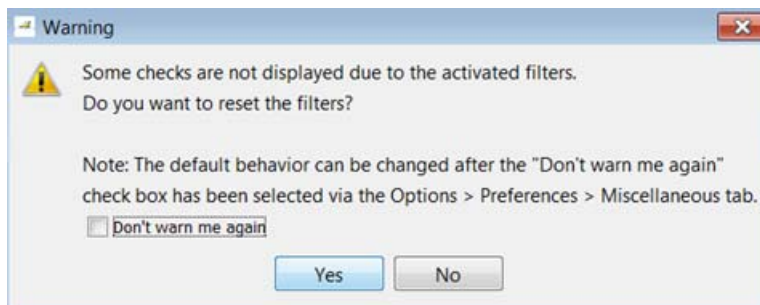 Warning
Some checks are not displayed due to the activated filters.
Do you want to reset the filters?
Note: The default behavior can be changed after the "Don't warn me again"
check box has been selected via the Options > Preferences > Miscellaneous tab.
Don't warn me again
Yes No